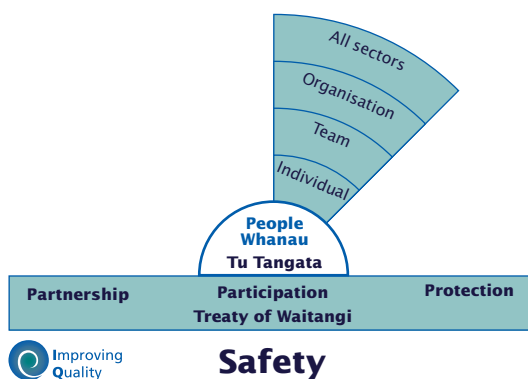 All sectors
Organisation
Team
Individual
People
Whanau
Tu Tangata
Partnership Participation Protection
Treaty of Waitangi
Improving
Quality
Safety